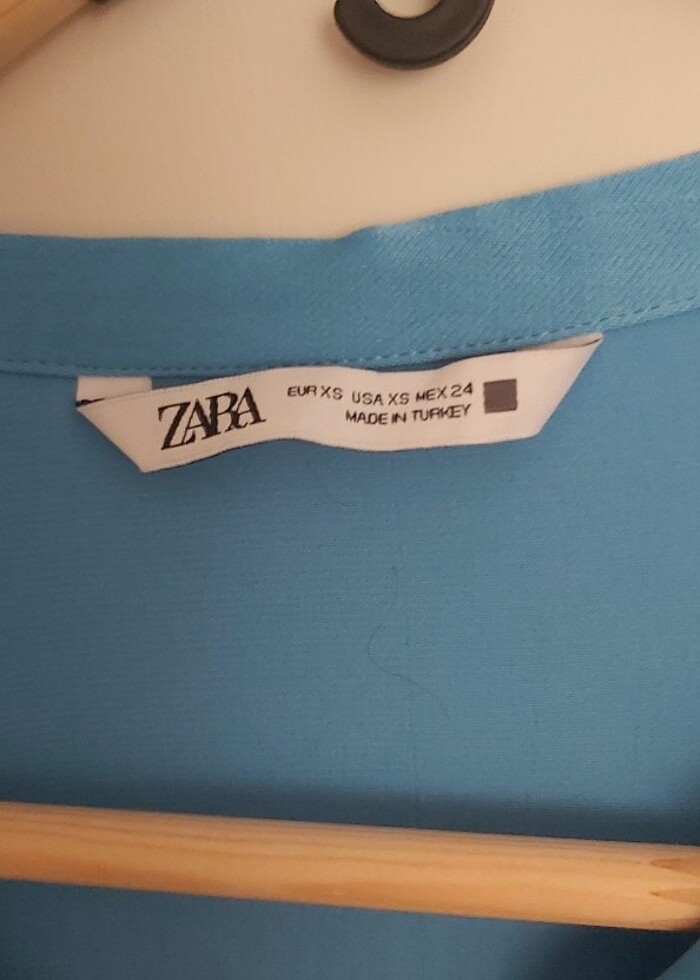 ZARA
EUR XS USA XS MEX 24
MADE IN TURKEY